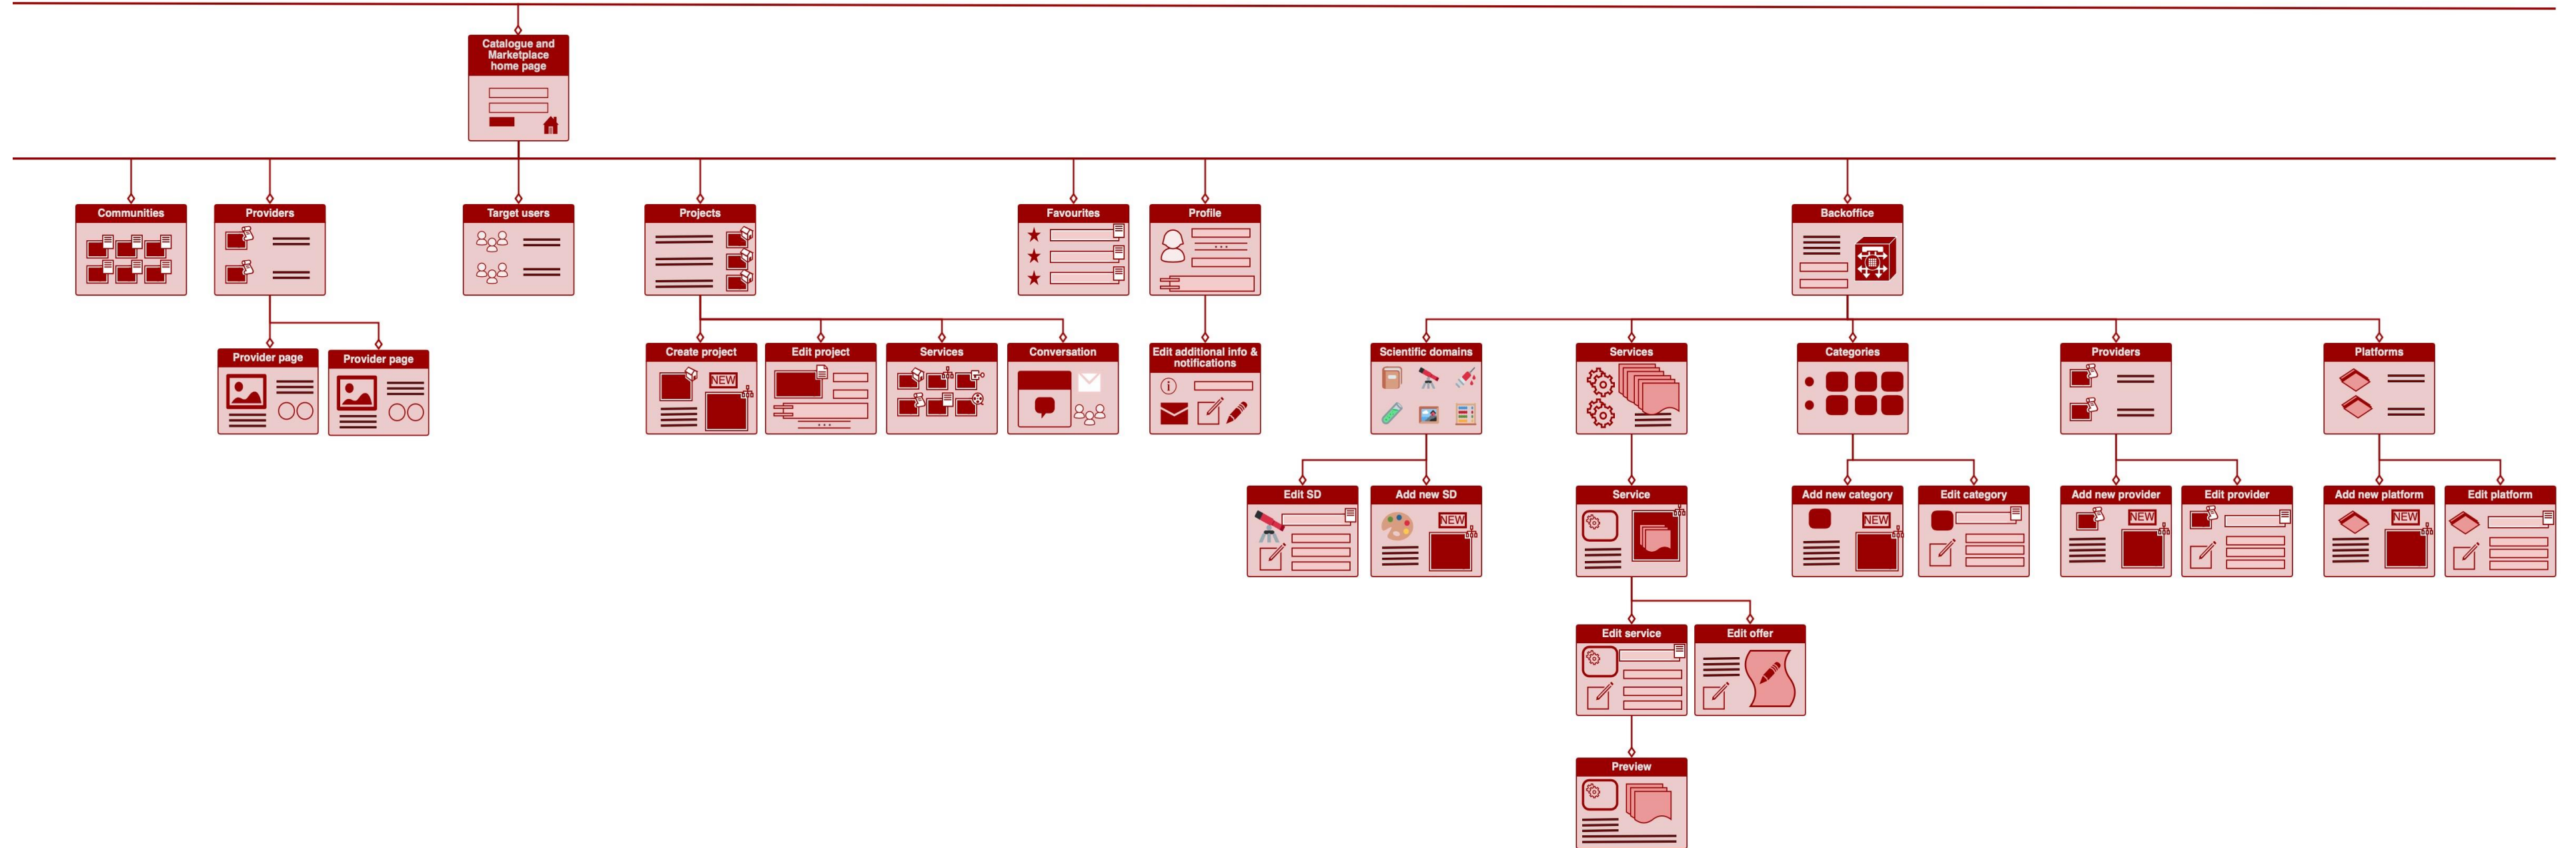 Catalogue and
Marketplace
home page
Communities
Providers
Target users
Projects
Favourites
Profile
Backoffice
Provider page
Provider page
Create project
NEW
Edit project
Services
Conversation
Edit additional info &
notifications
Scientific domains
Services
Categories
Providers
Platforms
Edit SD
Add new SD
NEW
Service
Add new category
NEW
Edit category
Add new provider
NEW
Edit provider
Add new platform
NEW
Edit platform
Edit service
Edit offer
Preview